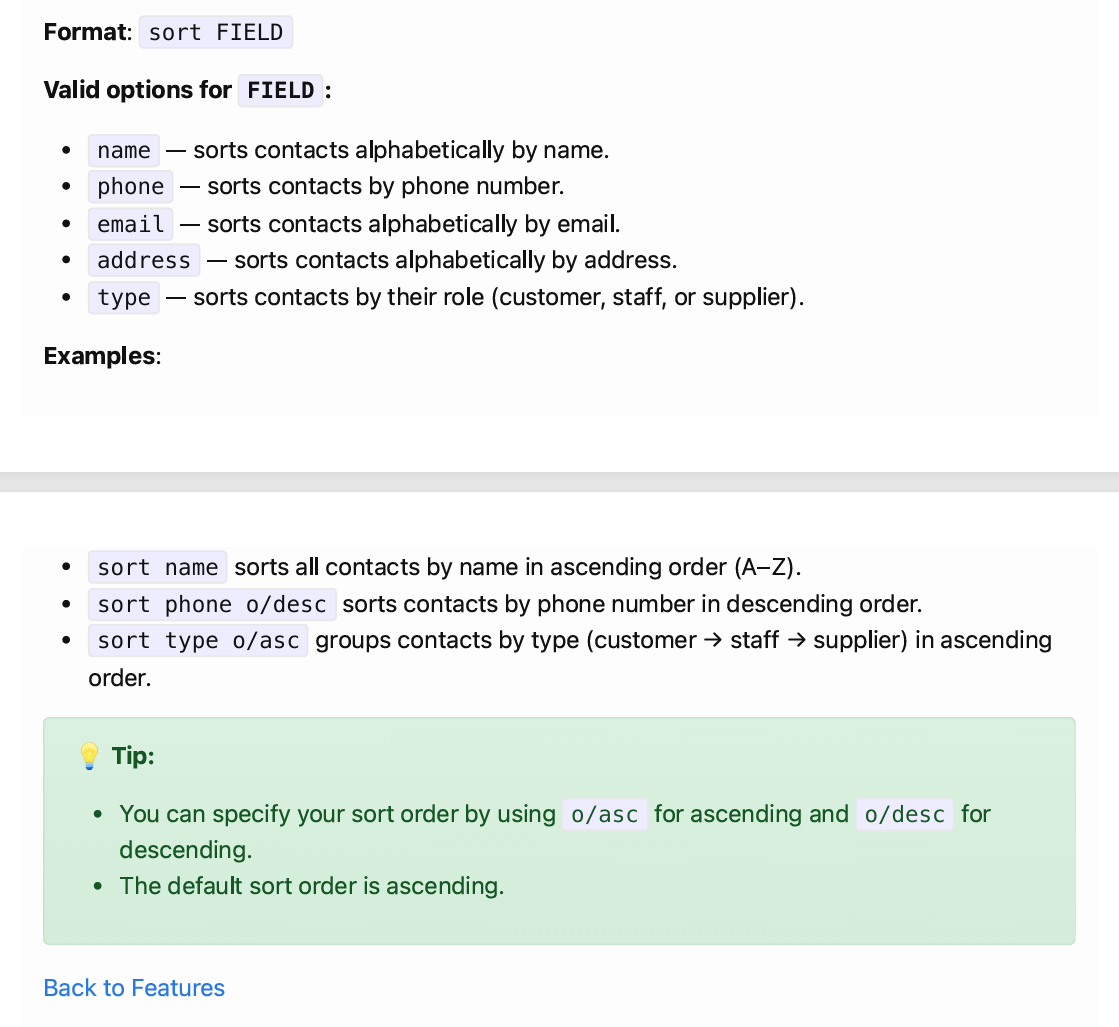 Format: sort FIELD
Valid options for FIELD :
• name — sorts contacts alphabetically by name.
• phone — sorts contacts by phone number.
• email — sorts contacts alphabetically by email.
• address — sorts contacts alphabetically by address.
• type — sorts contacts by their role (customer, staff, or supplier).
Examples:
• sort name sorts all contacts by name in ascending order (A–Z).
• sort phone o/desc sorts contacts by phone number in descending order.
• sort type o/asc groups contacts by type (customer → staff → supplier) in ascending
order.
💡 Tip:
• You can specify your sort order by using o/asc for ascending and o/desc for
descending.
• The default sort order is ascending.
Back to Features